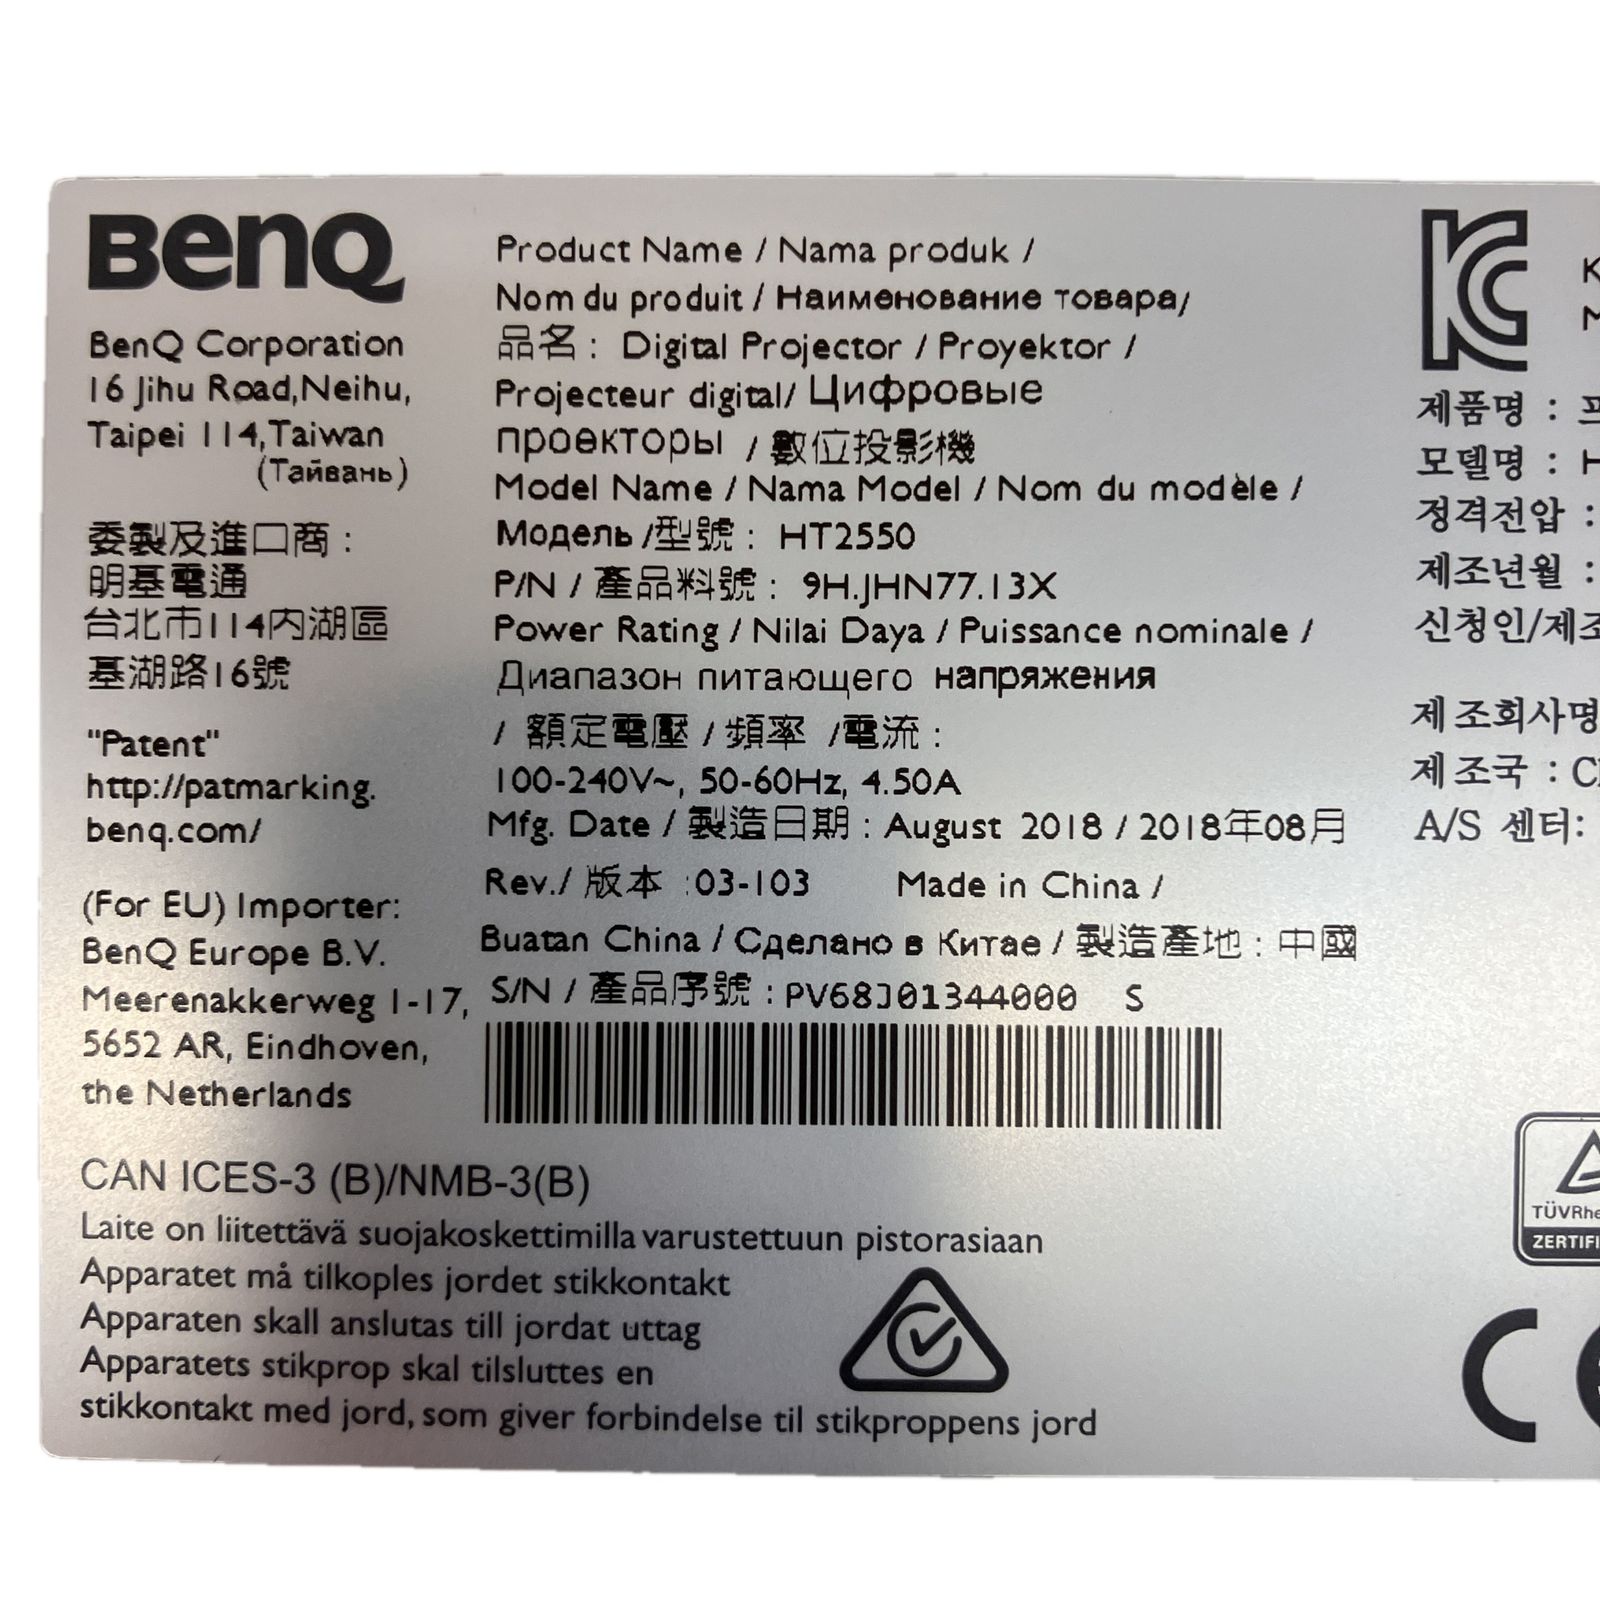 BenQ
BenQ Corporation
16 Jihu Road,Neihu,
Taipei 114,Taiwan
(Тайвань)
委製及進口商 :
明基電通
台北市114內湖區
基湖路16號
"Patent"
http://patmarking.
benq.com/
(For EU) Importer:
BenQ Europe B.V.
Meerenakkerweg 1-17,
5652 AR, Eindhoven,
the Netherlands
Product Name / Nama produk /
Nom du produit / Наименование товара/
品名 : Digital Projector / Proyektor /
Projecteur digital/ Цифровые
проекторы / 數位投影機
Model Name / Nama Model / Nom du modèle /
Модель /型號 : HT2550
P/N / 產品料號 : 9H.JHN77.13X
Power Rating / Nilai Daya / Puissance nominale /
Диапазон питающего напряжения
/ 額定電壓 / 頻率 /電流 :
100-240V~, 50-60Hz, 4.50A
Mfg. Date / 製造日期 : August 2018 / 2018年08月
Rev./ 版本 :03-103 Made in China /
Buatan China / Сделано в Китае / 製造產地 : 中國
S/N / 產品序號 : PV68J01344000 S
CAN ICES-3 (B)/NMB-3(B)
Laite on liitettävä suojakoskettimilla varustettuun pistorasiaan
Apparatet må tilkoples jordet stikkontakt
Apparaten skall anslutas till jordat uttag
Apparatets stikprop skal tilsluttes en
stikkontakt med jord, som giver forbindelse til stikproppens jord
제품명 :
모델명 : H
정격전압 :
제조년월 :
신청인/제조
제조회사명
제조국 : C
A/S 센터:
TÜVRhe
ZERTIFI